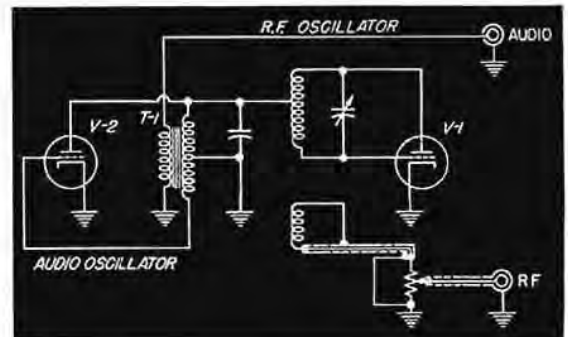 R.F. OSCILLATOR
AUDIO
V-2
T-1
V-1
AUDIO OSCILLATOR
RF